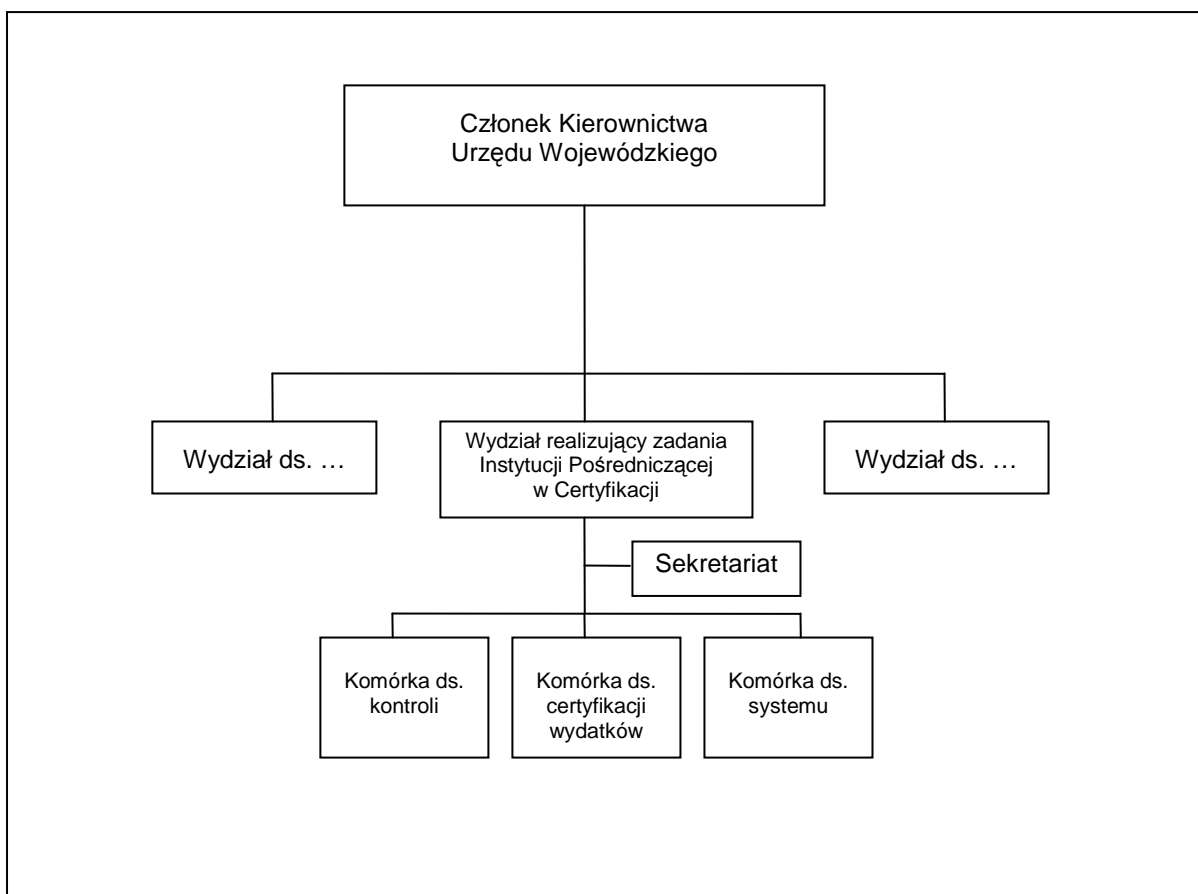 Członek Kierownictwa
Urzędu Wojewódzkiego
Wydział ds. …
Wydział realizujący zadania
Instytucji Pośredniczącej
w Certyfikacji
Wydział ds. …
Sekretariat
Komórka ds.
kontroli
Komórka ds.
certyfikacji
wydatków
Komórka ds.
systemu